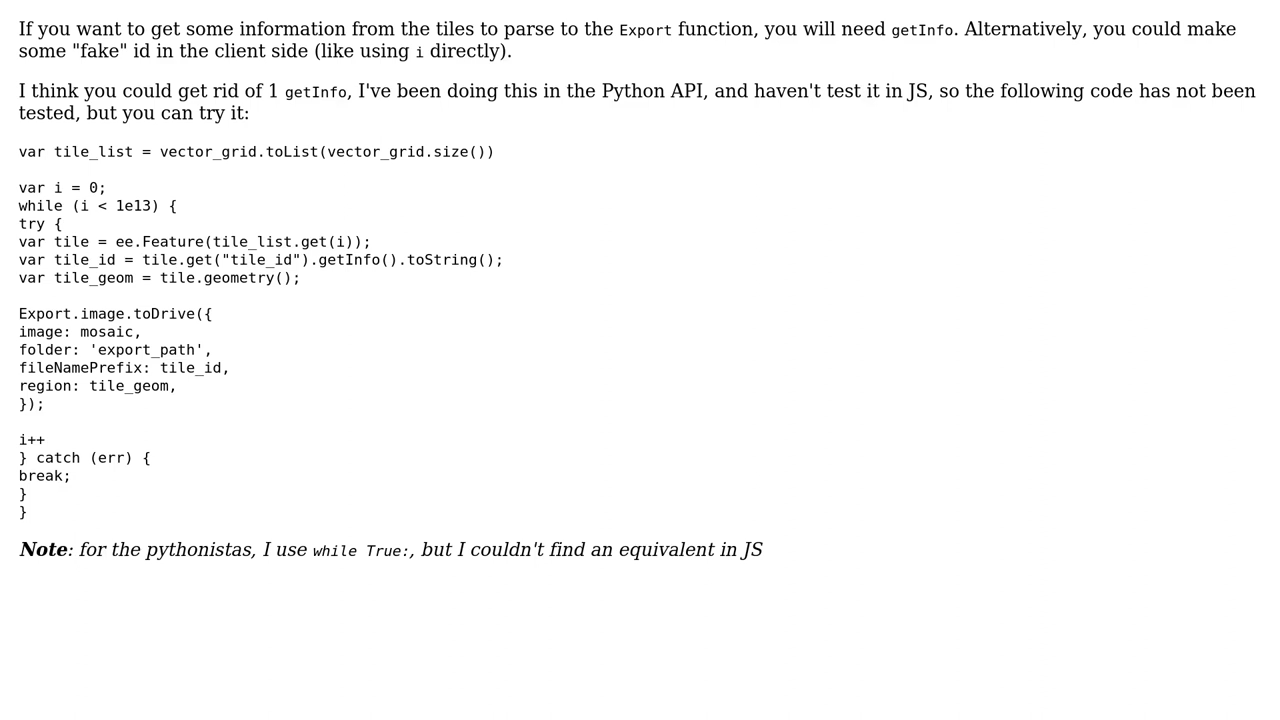 If you want to get some information from the tiles to parse to the Export function, you will need getInfo. Alternatively, you could make
some "fake" id in the client side (like using i directly).
I think you could get rid of 1 getInfo, I've been doing this in the Python API, and haven't test it in JS, so the following code has not been
tested, but you can try it:
var tile_list = vector_grid.toList(vector_grid.size())
var i = 0;
while (i < 1e13) {
try {
var tile = ee.Feature(tile_list.get(i));
var tile_id = tile.get("tile_id").getInfo().toString();
var tile_geom = tile.geometry();
Export.image.toDrive({
image: mosaic,
folder: 'export_path',
fileNamePrefix: tile_id,
region: tile_geom,
});
i++
} catch (err) {
break;
}
}
Note: for the pythonistas, I use while True:, but I couldn't find an equivalent in JS